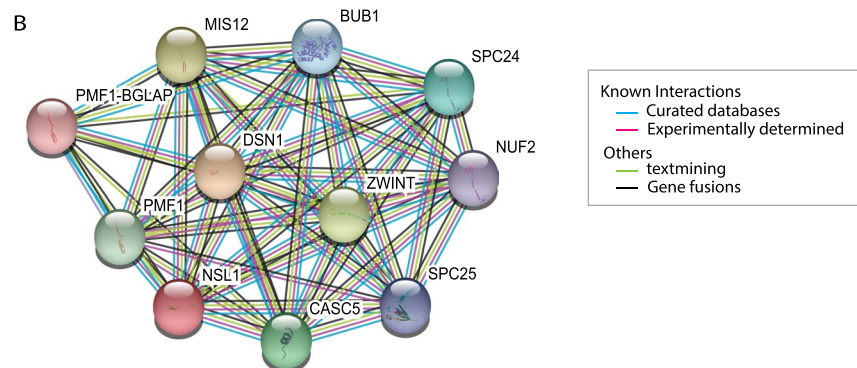 B
MIS12
BUB1
SPC24
PMF1-BGLAP
DSN1
NUF2
ZWINT
PMF1
NSL1
SPC25
CASC5
Known Interactions
Curated databases
Experimentally determined
Others
textmining
Gene fusions